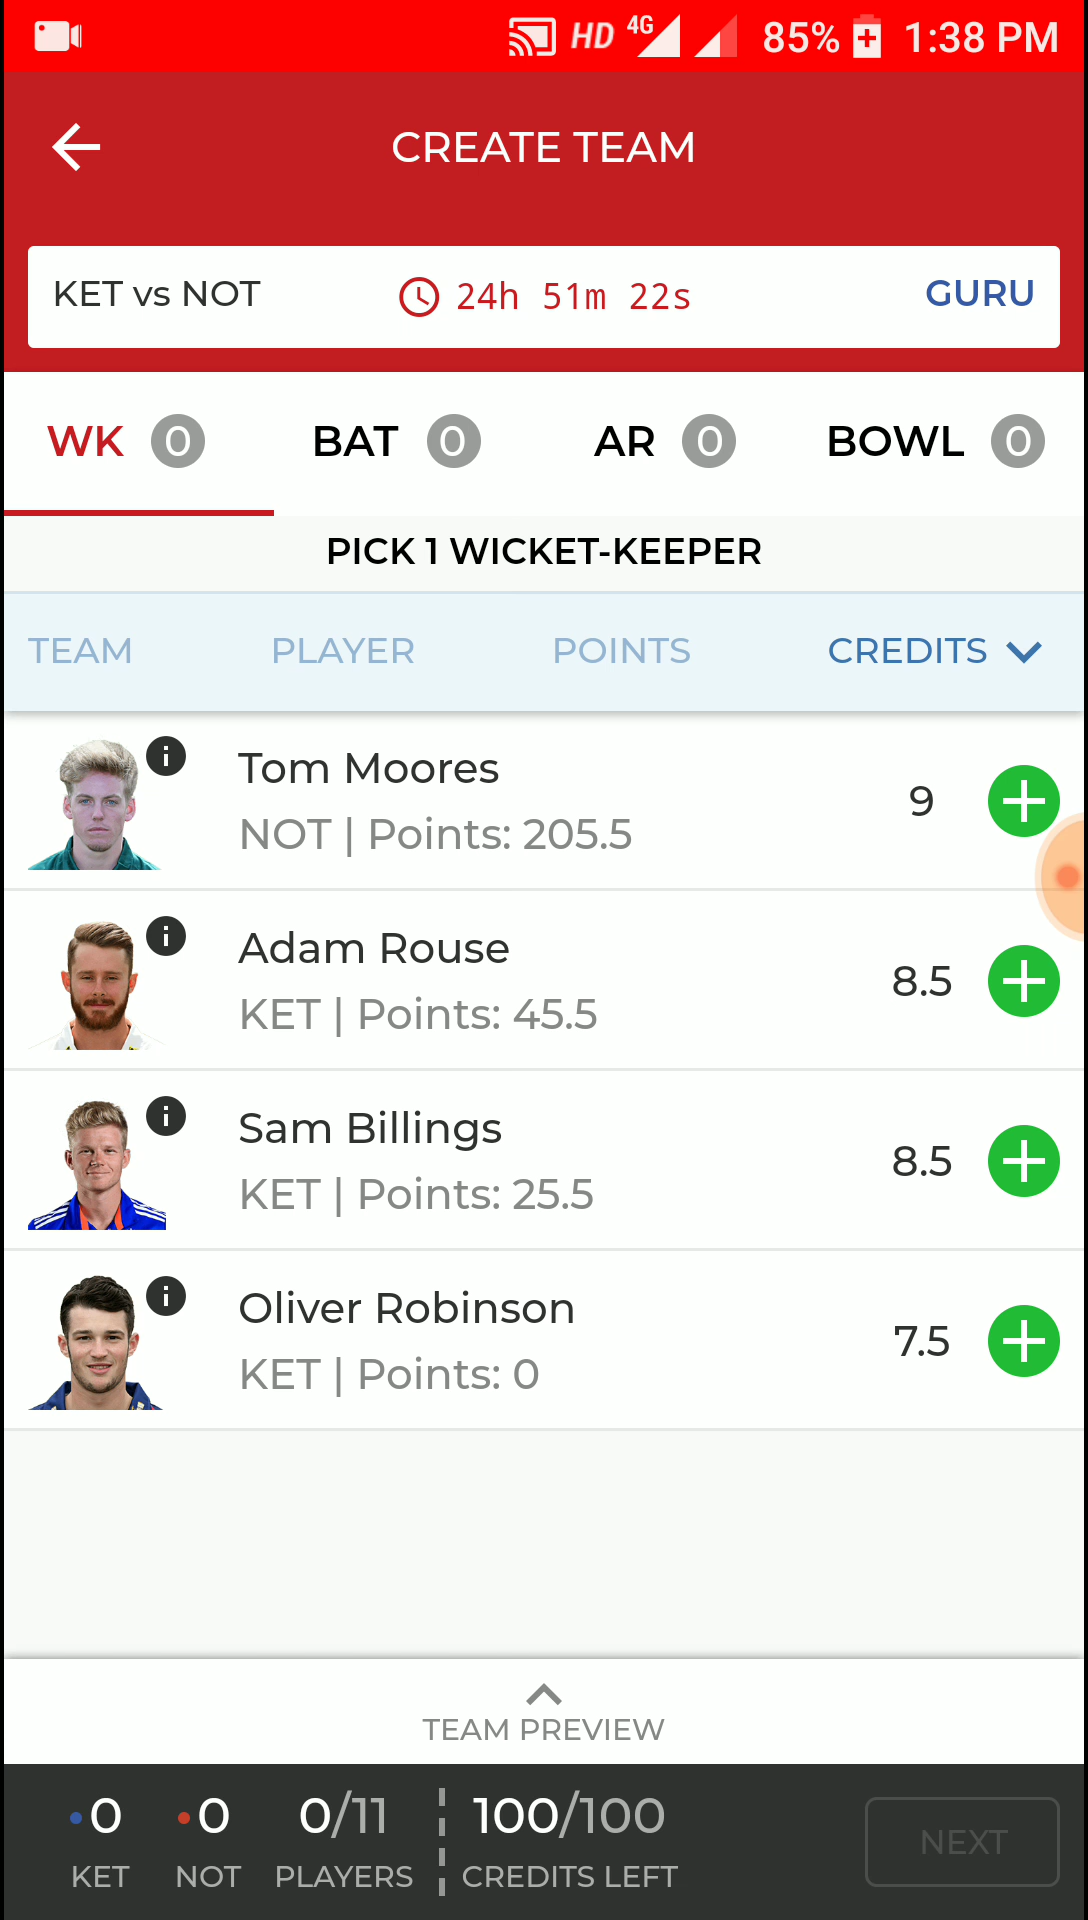 HD 4G 85% 1:38 PM
CREATE TEAM
KET vs NOT 24h 51m 22s GURU
WK 0 BAT 0 AR 0 BOWL 0
PICK 1 WICKET-KEEPER
TEAM PLAYER POINTS CREDITS
Tom Moores
NOT | Points: 205.5
9
Adam Rouse
KET | Points: 45.5
8.5
Sam Billings
KET | Points: 25.5
8.5
Oliver Robinson
KET | Points: 0
7.5
TEAM PREVIEW
0 0 0/11 100/100
KET NOT PLAYERS CREDITS LEFT
NEXT